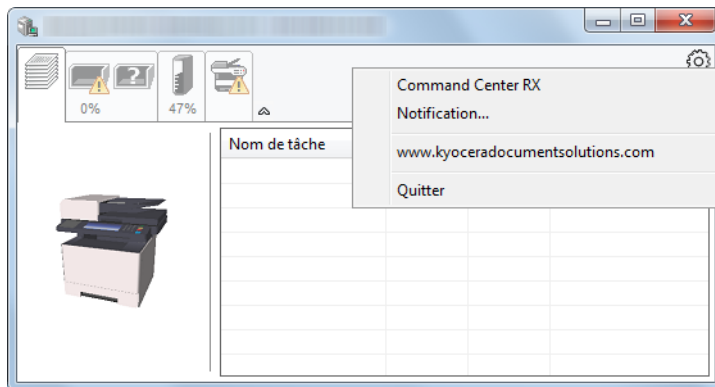 0%
47%
Command Center RX
Notification...
www.kyoceradocumentsolutions.com
Quitter
Nom de tâche